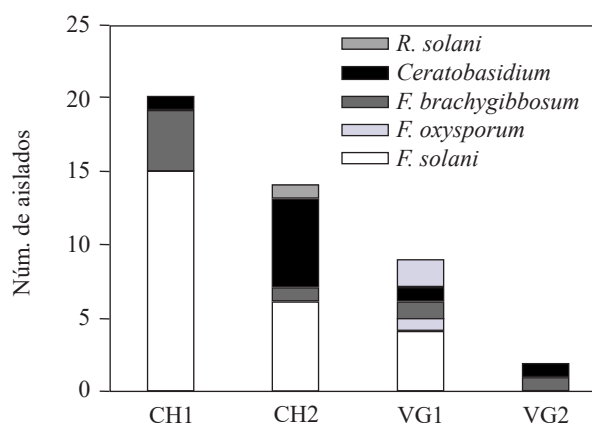 25
20
15
10
5
0
Núm. de aislados
R. solani
Ceratobasidium
F. brachygibbosum
F. oxysporum
F. solani
CH1 CH2 VG1 VG2